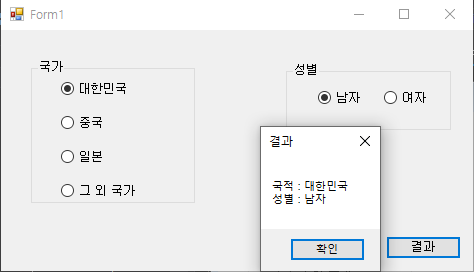 Form1
국가
대한민국
중국
일본
그 외 국가
성별
남자 여자
결과
국적 : 대한민국
성별 : 남자
확인
결과